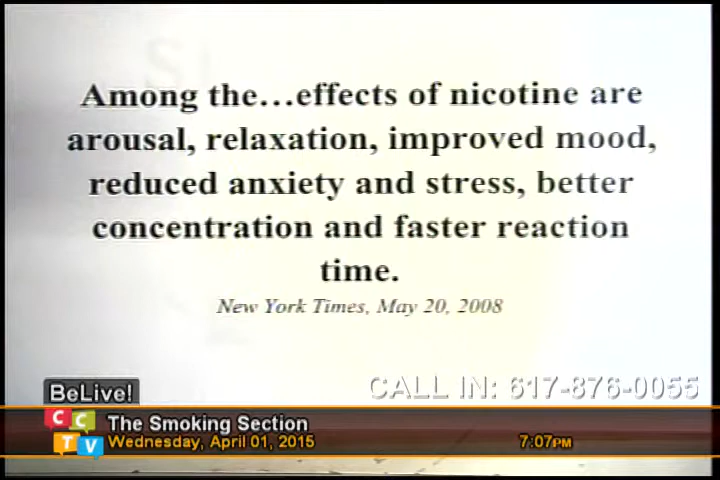 Among the...effects of nicotine are
arousal, relaxation, improved mood,
reduced anxiety and stress, better
concentration and faster reaction
time.
New York Times, May 20, 2008
BeLive!
CALL IN: 617-876-0055
CCTV
The Smoking Section
Wednesday, April 01, 2015
7:07PM